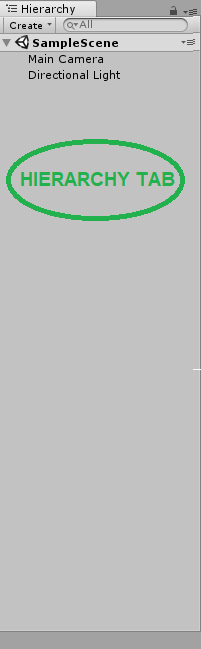 Hierarchy
Create All
SampleScene
Main Camera
Directional Light
HIERARCHY TAB